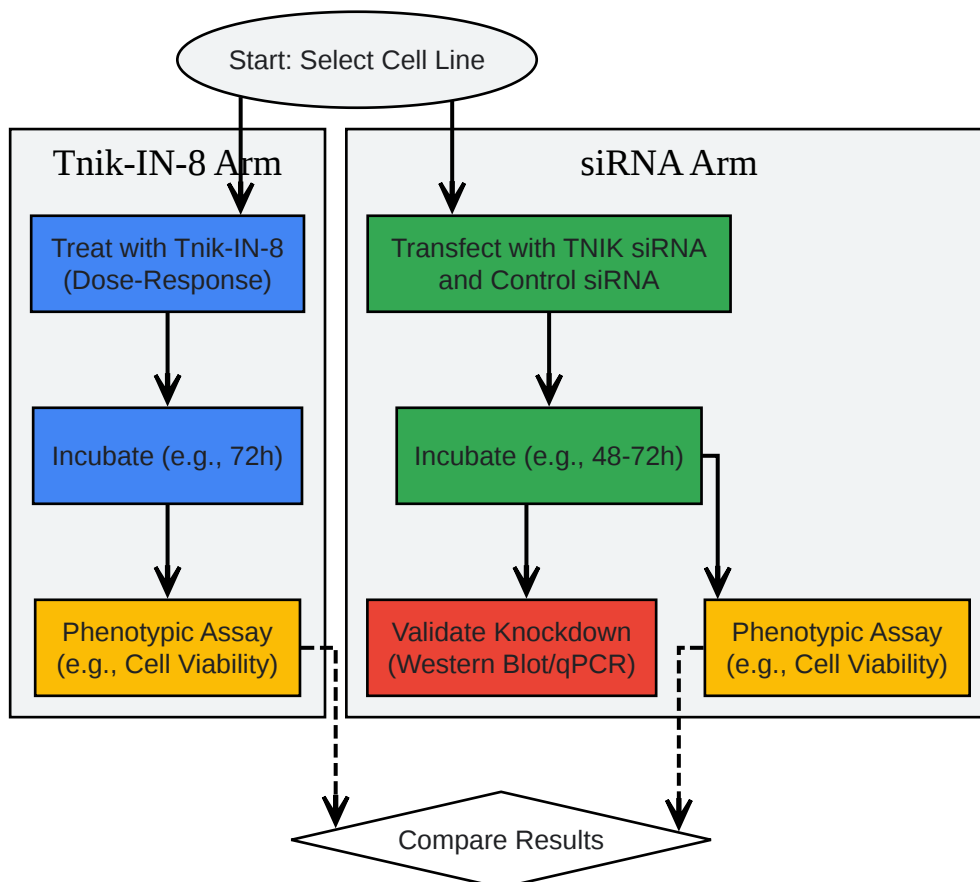 Start: Select Cell Line
Tnik-IN-8 Arm
Treat with Tnik-IN-8
(Dose-Response)
Incubate (e.g., 72h)
Phenotypic Assay
(e.g., Cell Viability)
siRNA Arm
Transfect with TNIK siRNA
and Control siRNA
Incubate (e.g., 48-72h)
Validate Knockdown
(Western Blot/qPCR)
Phenotypic Assay
(e.g., Cell Viability)
Compare Results